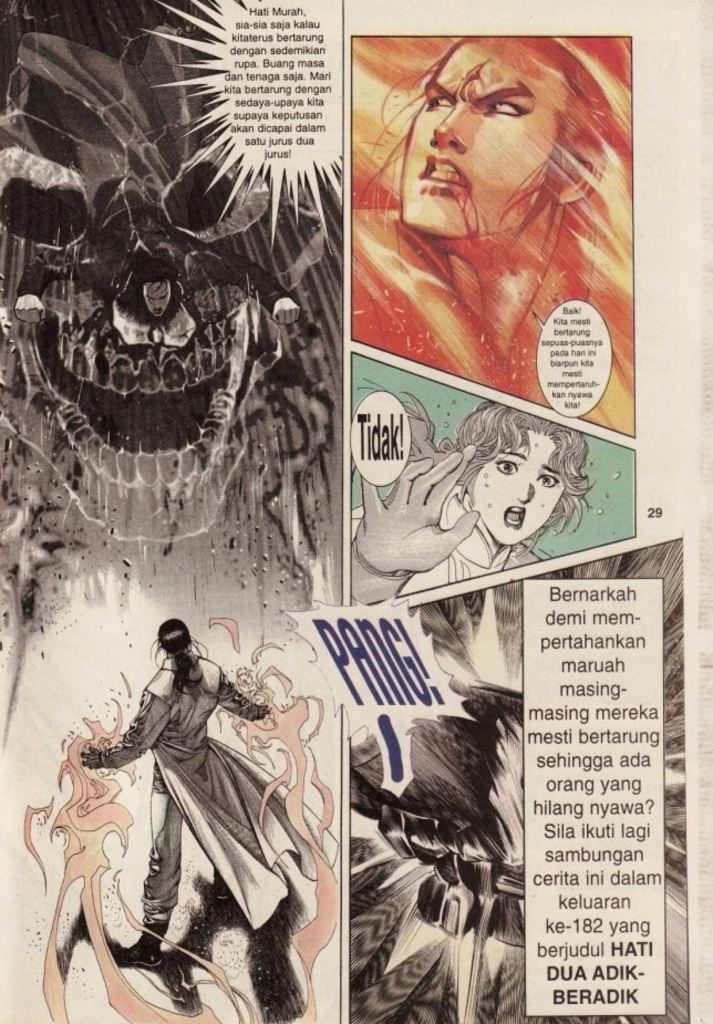 Hati Murah,
sia-sia saja kalau
kitaterus bertarung
dengan sedemikian
rupa. Buang masa
dan tenaga saja. Mari
kita bertarung dengan
sedaya-upaya kita
supaya keputusan
akan dicapai dalam
satu jurus dua
jurus!
Baik!
Kita mesti
bertarung
sepuas-puasnya
pada hari ini
biarpun kita
mesti
mempertaruh-
kan nyawa
kita!
Tidak!
29
PANG!
Bernarkah
demi mem-
pertahankan
maruah
masing-
masing mereka
mesti bertarung
sehingga ada
orang yang
hilang nyawa?
Sila ikuti lagi
sambungan
cerita ini dalam
keluaran
ke-182 yang
berjudul HATI
DUA ADIK-
BERADIK